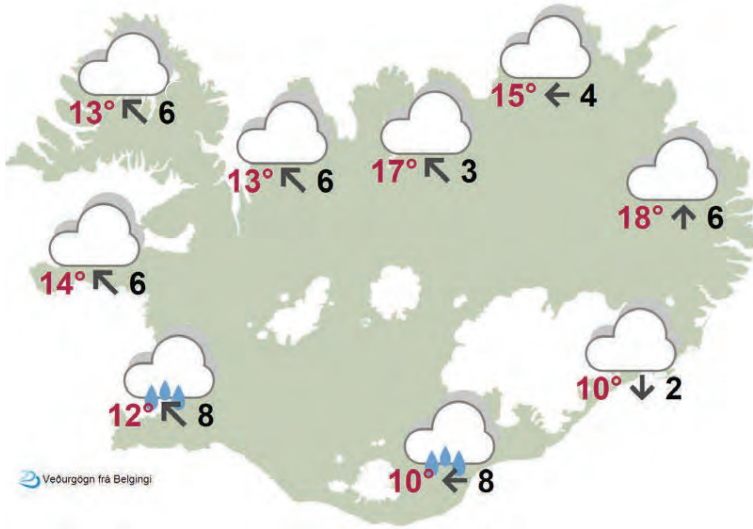 13° ↖ 6
15° ← 4
13° ↖ 6
17° ↖ 3
18° ↑ 6
14° ↖ 6
10° ↓ 2
12° ↖ 8
10° ← 8
Veðurgögn frá Belgingi